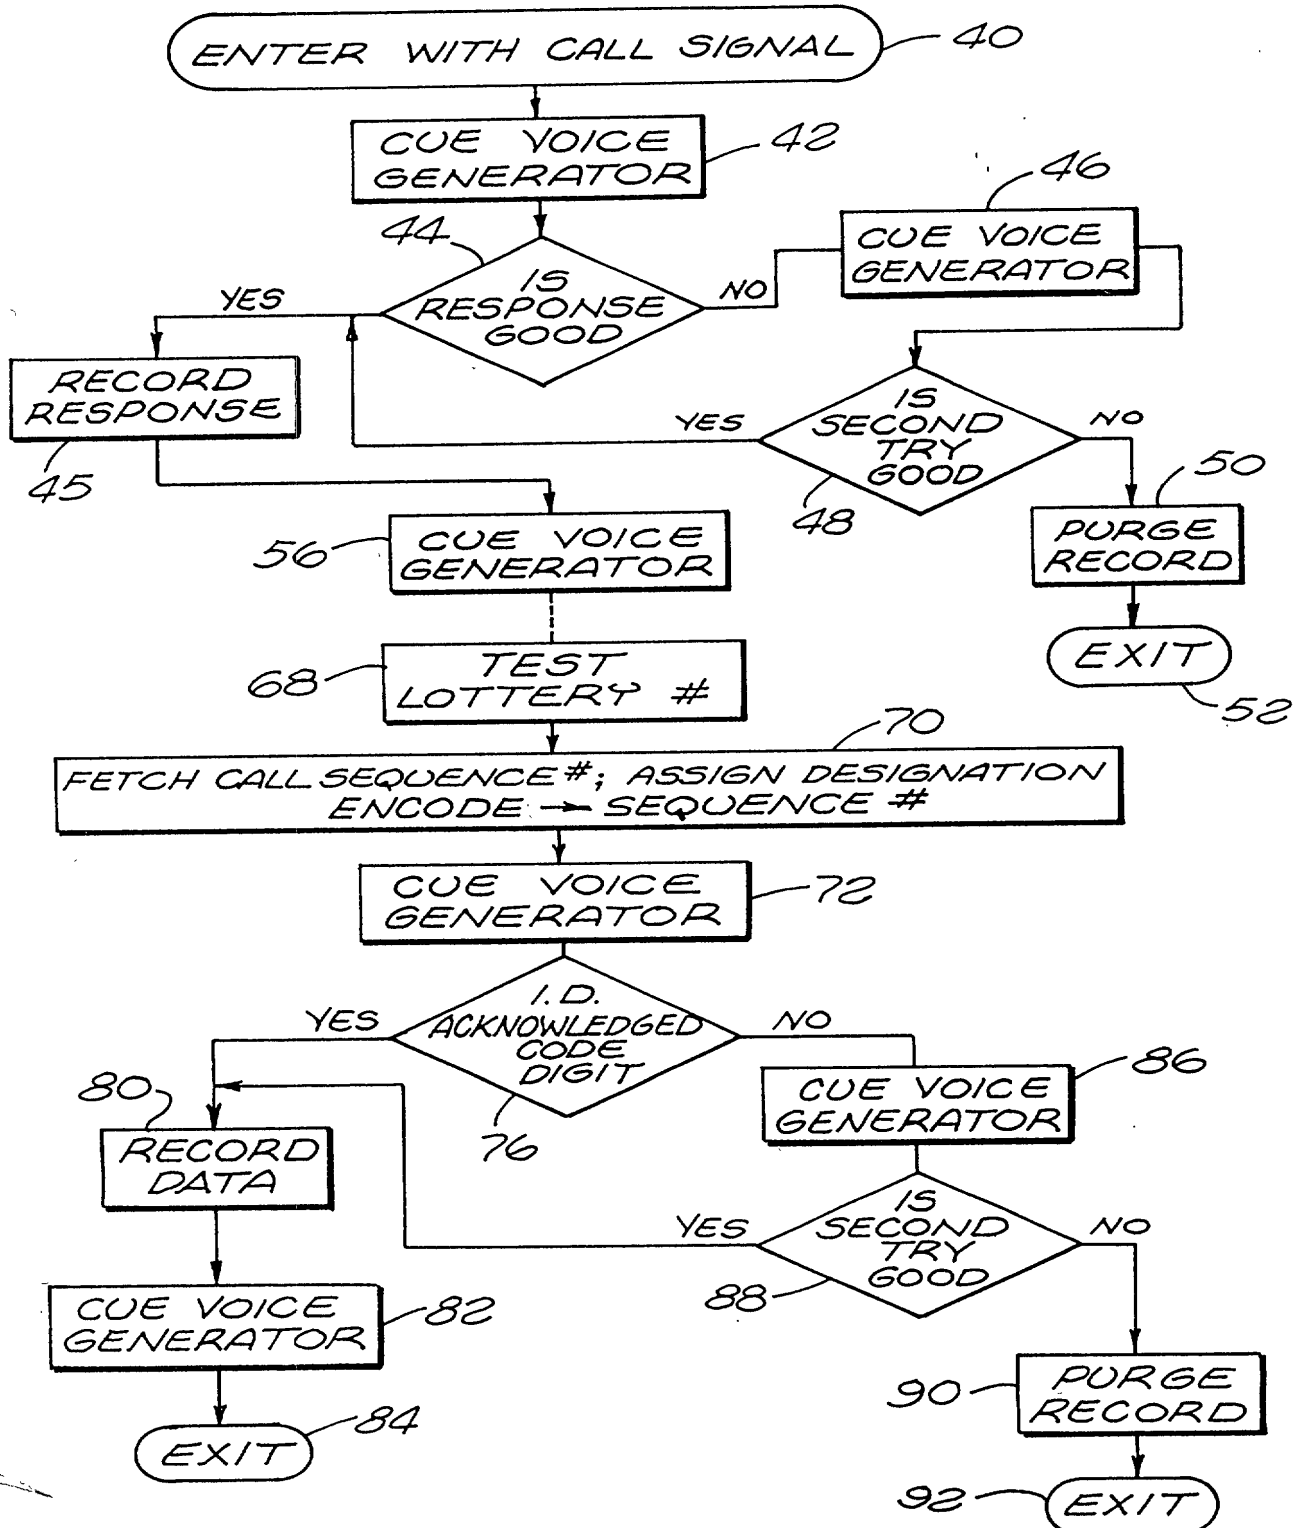 ENTER WITH CALL SIGNAL
40
CUE VOICE
GENERATOR
42
44
IS
RESPONSE
GOOD
YES
NO
46
CUE VOICE
GENERATOR
RECORD
RESPONSE
45
IS
SECOND
TRY
GOOD
YES
NO
48
50
PURGE
RECORD
EXIT
52
56
CUE VOICE
GENERATOR
68
TEST
LOTTERY #
70
FETCH CALL SEQUENCE #; ASSIGN DESIGNATION
ENCODE → SEQUENCE #
CUE VOICE
GENERATOR
72
I.D.
ACKNOWLEDGED
CODE
DIGIT
YES
NO
76
80
RECORD
DATA
86
CUE VOICE
GENERATOR
IS
SECOND
TRY
GOOD
YES
NO
88
CUE VOICE
GENERATOR
82
EXIT
84
90
PURGE
RECORD
92
EXIT